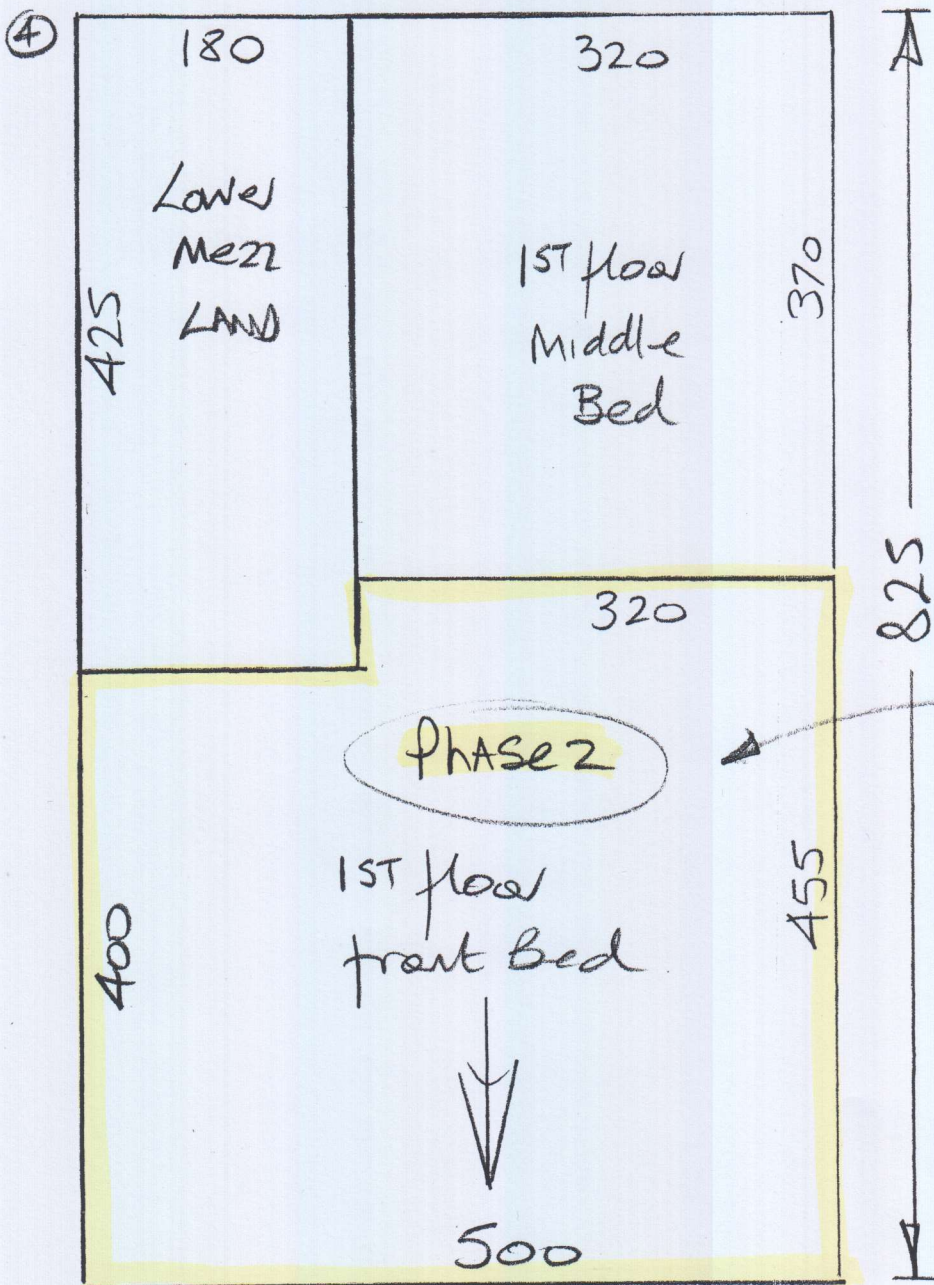 ④
180
320
Lower
Mezz
LAND
1ST floor
Middle
Bed
425
370
825
320
PhASe 2
1ST floor
front Bed
400
455
500